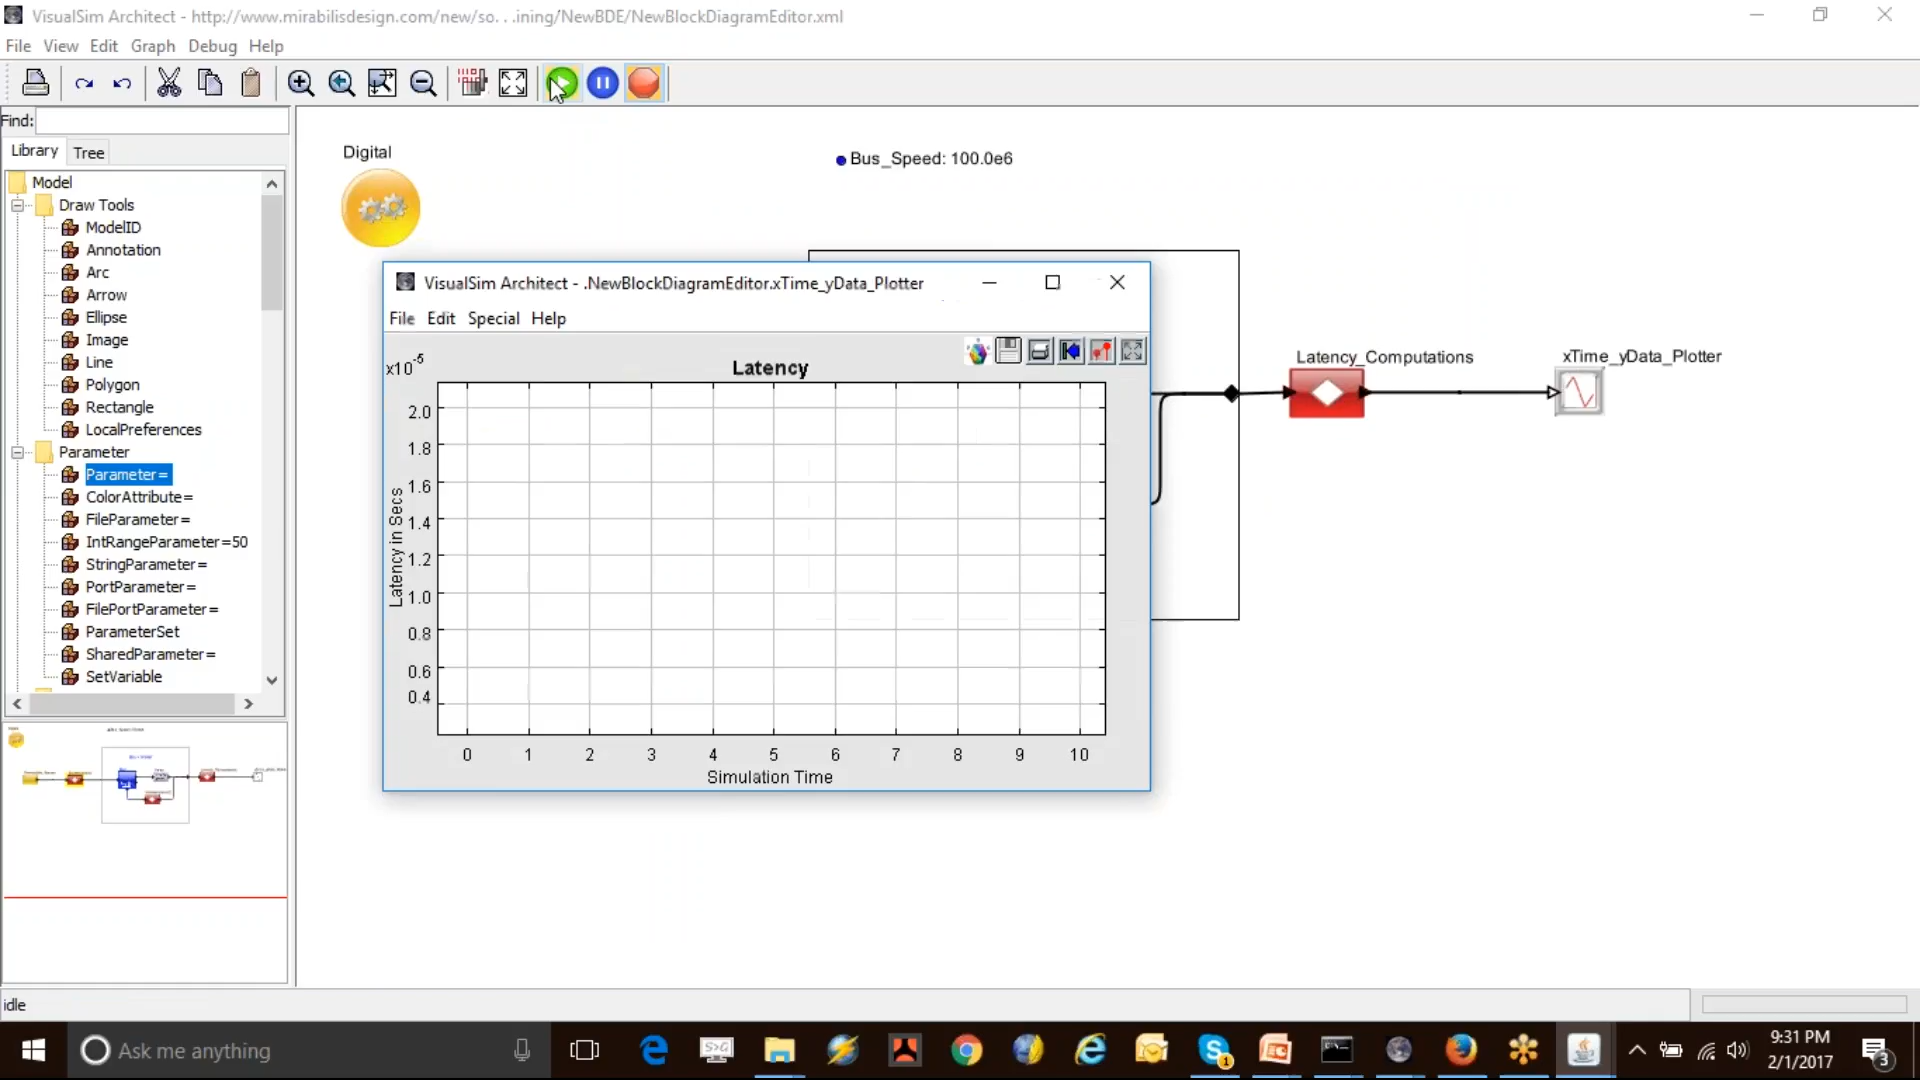 VisualSim Architect - http://www.mirabilisdesign.com/new/so. . .ining/NewBDE/NewBlockDiagramEditor.xml
File View Edit Graph Debug Help
Find:
Library Tree
Model
Draw Tools
ModelID
Annotation
Arc
Arrow
Ellipse
Image
Line
Polygon
Rectangle
LocalPreferences
Parameter
Parameter=
ColorAttribute=
FileParameter=
IntRangeParameter=50
StringParameter=
PortParameter=
FilePortParameter=
ParameterSet
SharedParameter=
SetVariable
Digital
Bus_Speed: 100.0e6
VisualSim Architect - .NewBlockDiagramEditor.xTime_yData_Plotter
File Edit Special Help
x10-5
Latency
2.0
1.8
1.6
1.4
1.2
1.0
0.8
0.6
0.4
Latency in Secs
0 1 2 3 4 5 6 7 8 9 10
Simulation Time
Latency_Computations
xTime_yData_Plotter
idle
Ask me anything
9:31 PM
2/1/2017
1
3